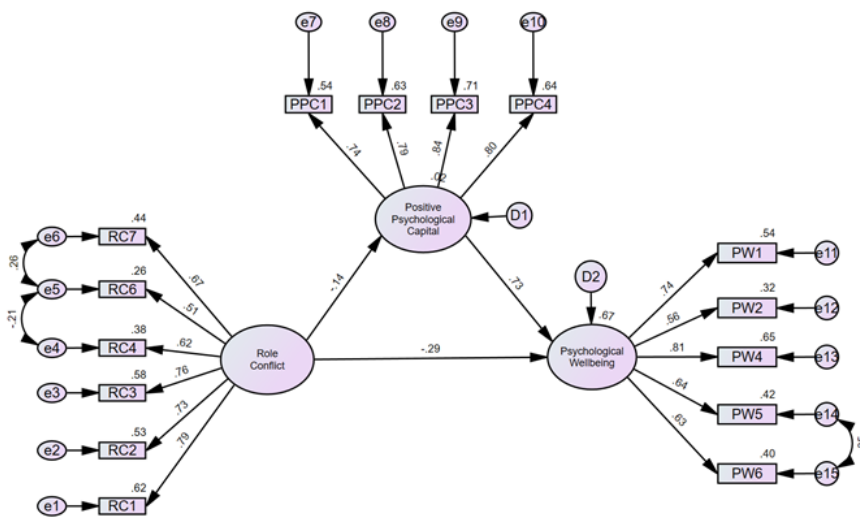 e7 e8 e9 e10
.54 .63 .71 .64
PPC1 PPC2 PPC3 PPC4
.74 .79 .84 .80
.02
Positive
Psychological
Capital
D1
.44
e6 RC7
.26
.26
e5 RC6
-.21
.38
e4 RC4
.58
e3 RC3
.53
e2 RC2
.62
e1 RC1
.67
.51
.62
.76
.73
.79
Role
Conflict
-.14
-.29
.73
D2
.67
Psychological
Wellbeing
.74
.56
.81
.64
.63
.54
PW1 e11
.32
PW2 e12
.65
PW4 e13
.42
PW5 e14
.40
PW6 e15